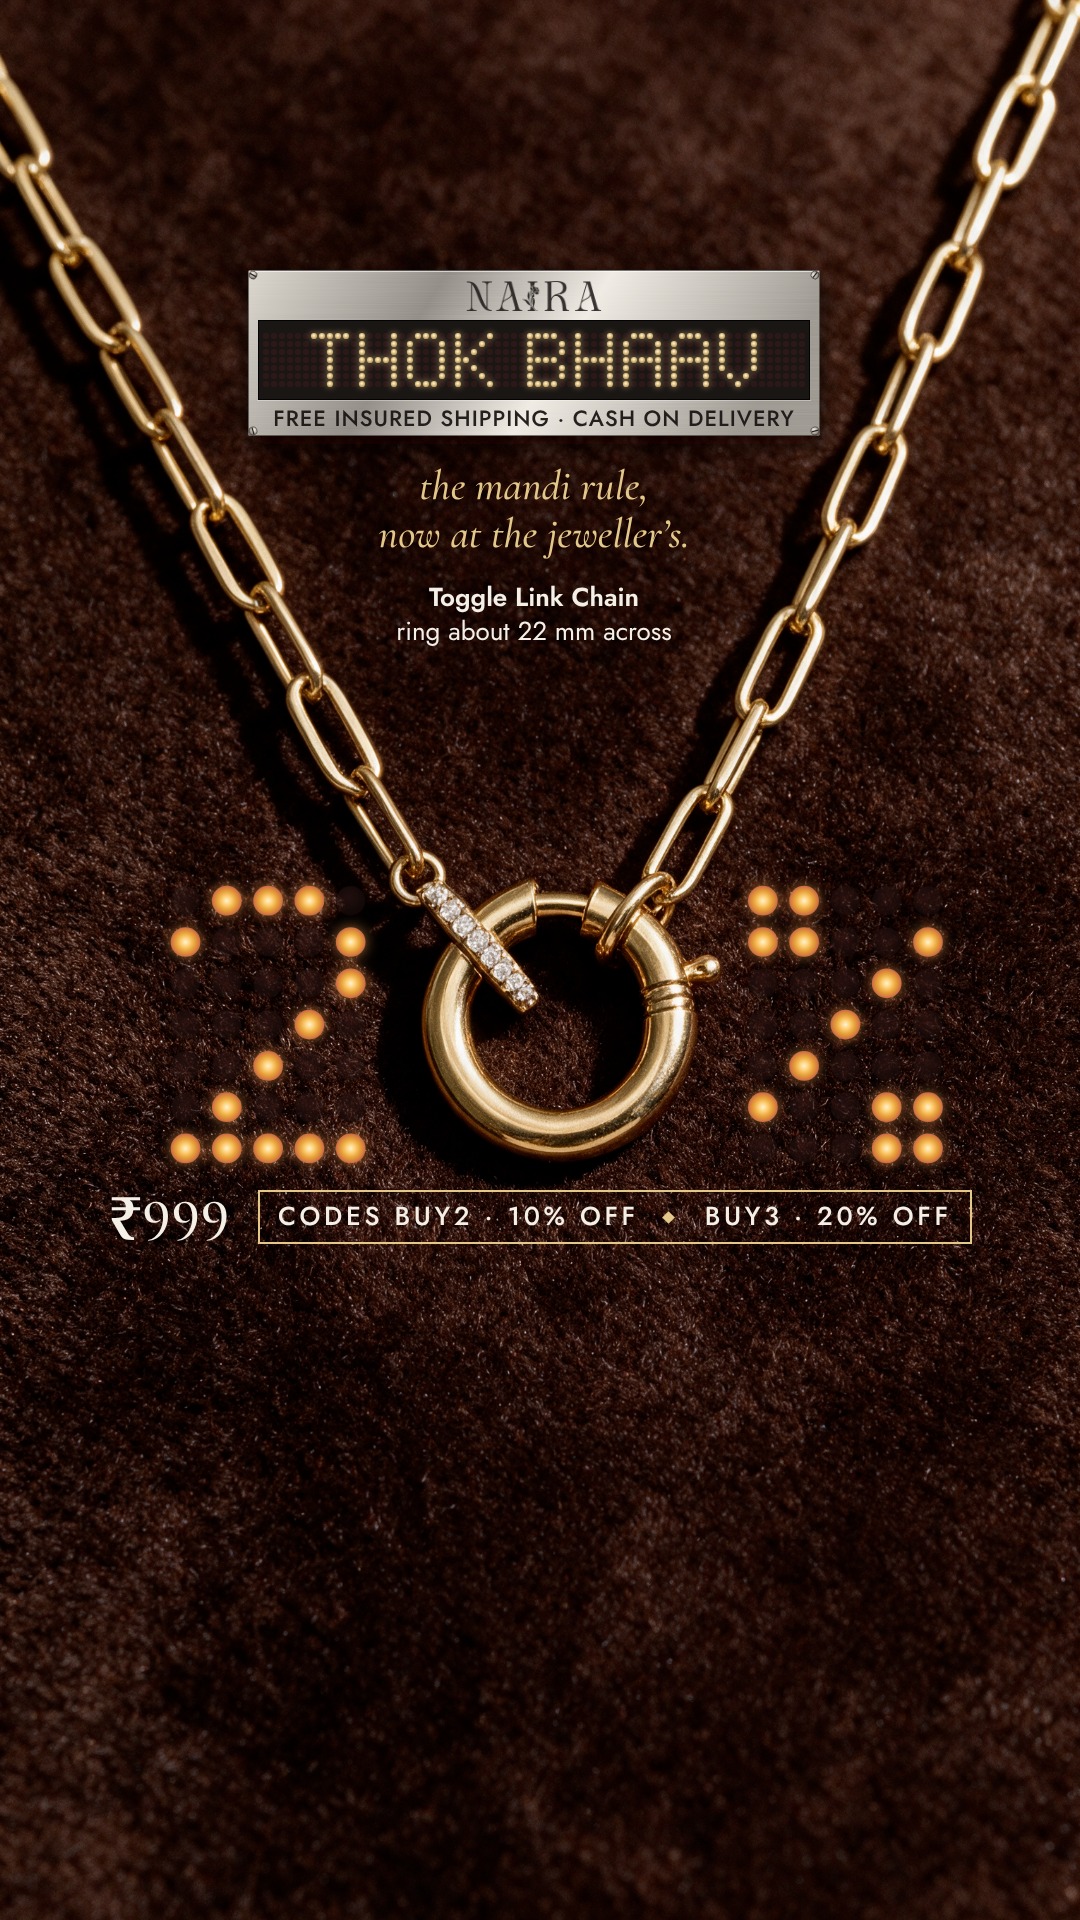 NAIRA
THOK BHAAV
FREE INSURED SHIPPING · CASH ON DELIVERY
the mandi rule,
now at the jeweller’s.
Toggle Link Chain
ring about 22 mm across
2 %
₹999
CODES BUY2 · 10% OFF ◆ BUY3 · 20% OFF